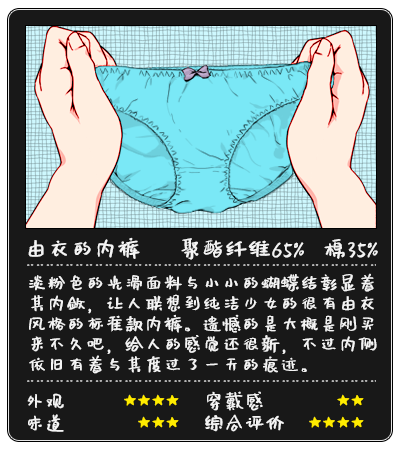 由衣的内裤 聚酯纤维65% 棉35%
淡粉色的光滑面料与小小的蝴蝶结彰显着
其内敛，让人联想到纯洁少女的很有由衣
风格的标准款内裤。遗憾的是大概是刚买
来不久吧，给人的感觉还很新，不过内侧
依旧有着与其度过了一天的痕迹。
外观 ★★★★ 穿戴感 ★★
味道 ★★★ 综合评价 ★★★★